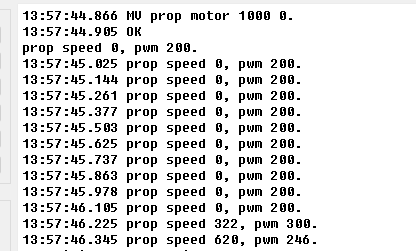 13:57:44.866 MV prop motor 1000 0.
13:57:44.905 OK
prop speed 0, pwm 200.
13:57:45.025 prop speed 0, pwm 200.
13:57:45.144 prop speed 0, pwm 200.
13:57:45.261 prop speed 0, pwm 200.
13:57:45.377 prop speed 0, pwm 200.
13:57:45.503 prop speed 0, pwm 200.
13:57:45.625 prop speed 0, pwm 200.
13:57:45.737 prop speed 0, pwm 200.
13:57:45.863 prop speed 0, pwm 200.
13:57:45.978 prop speed 0, pwm 200.
13:57:46.105 prop speed 0, pwm 200.
13:57:46.225 prop speed 322, pwm 300.
13:57:46.345 prop speed 620, pwm 246.